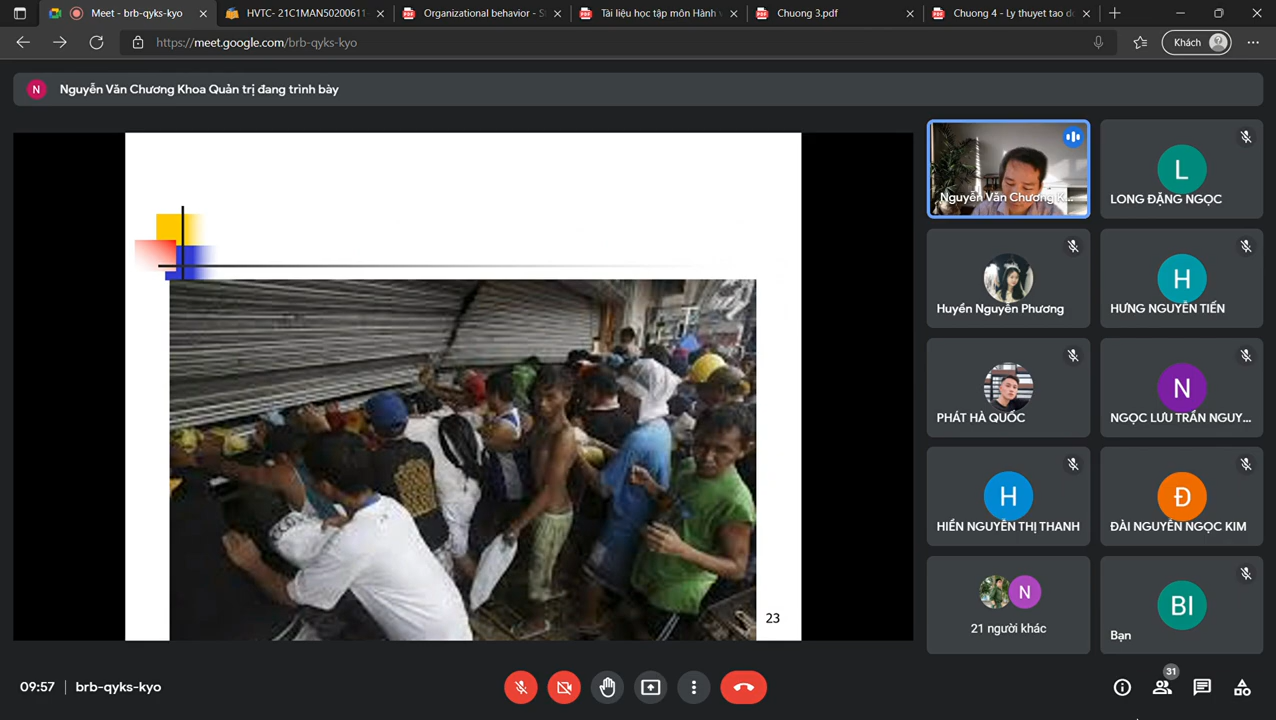 Meet - brb-qyks-kyo
HVTC- 21C1MAN50200611-
Organizational behavior - S
Tài liệu học tập môn Hành v
Chuong 3.pdf
Chuong 4 - Ly thuyet tao d
https://meet.google.com/brb-qyks-kyo
Khách
N
Nguyễn Văn Chương Khoa Quản trị đang trình bày
Nguyễn Văn Chương K...
L
LONG ĐẶNG NGỌC
Huyền Nguyễn Phương
H
HƯNG NGUYỄN TIẾN
PHÁT HÀ QUỐC
N
NGỌC LƯU TRẦN NGUY...
H
HIỀN NGUYỄN THỊ THANH
Đ
ĐÀI NGUYỄN NGỌC KIM
N
21 người khác
BI
Bạn
23
09:57
brb-qyks-kyo
31